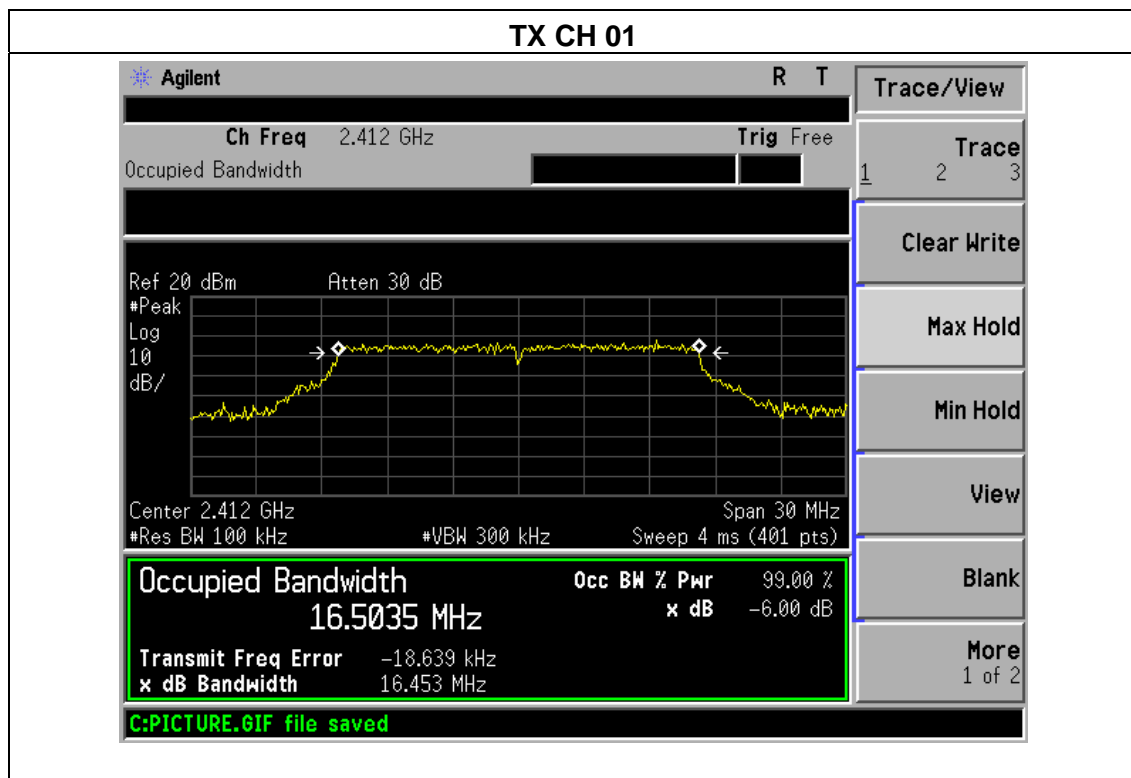 TX CH 01
Agilent R T
Trace/View
Ch Freq 2.412 GHz Trig Free
Occupied Bandwidth
Trace
1 2 3
Clear Write
Ref 20 dBm Atten 30 dB
#Peak
Log
10
dB/
Max Hold
Min Hold
View
Center 2.412 GHz Span 30 MHz
#Res BW 100 kHz #VBW 300 kHz Sweep 4 ms (401 pts)
Occupied Bandwidth Occ BW % Pwr 99.00 %
16.5035 MHz x dB -6.00 dB
Blank
Transmit Freq Error -18.639 kHz
x dB Bandwidth 16.453 MHz
More
1 of 2
C:PICTURE.GIF file saved